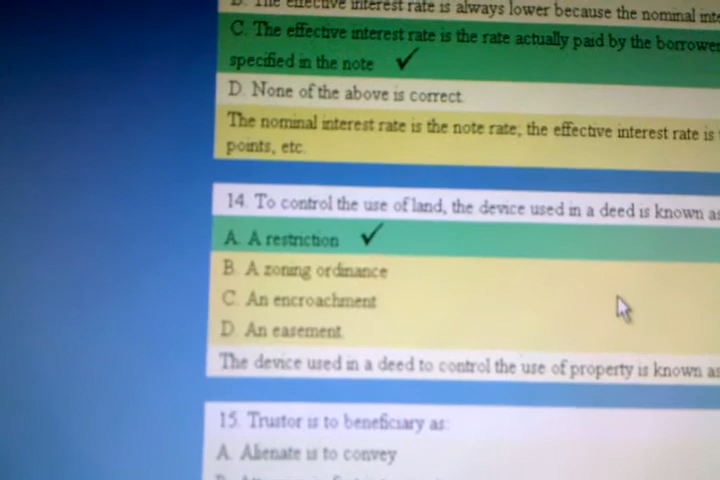 D. The effective interest rate is always lower because the nominal
C. The effective interest rate is the rate actually paid by the borrower
specified in the note ✓
D. None of the above is correct.
The nominal interest rate is the note rate; the effective interest rate is
points, etc.
14. To control the use of land, the device used in a deed is known as
A. A restriction ✓
B. A zoning ordinance
C. An encroachment
D. An easement.
The device used in a deed to control the use of property is known as
15. Trustor is to beneficiary as:
A. Alienate is to convey